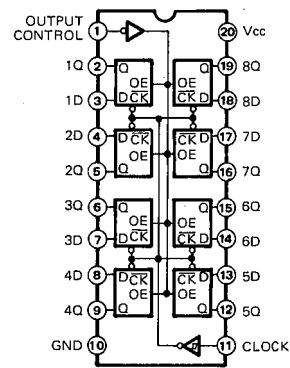 OUTPUT
CONTROL 1 20 Vcc
1Q 2 Q Q 19 8Q
OE OE
1D 3 D CK CK D 18 8D
2D 4 D CK CK D 17 7D
OE OE
2Q 5 Q Q 16 7Q
3Q 6 Q Q 15 6Q
OE OE
3D 7 D CK CK D 14 6D
4D 8 D CK CK D 13 5D
OE OE
4Q 9 Q Q 12 5Q
GND 10 11 CLOCK